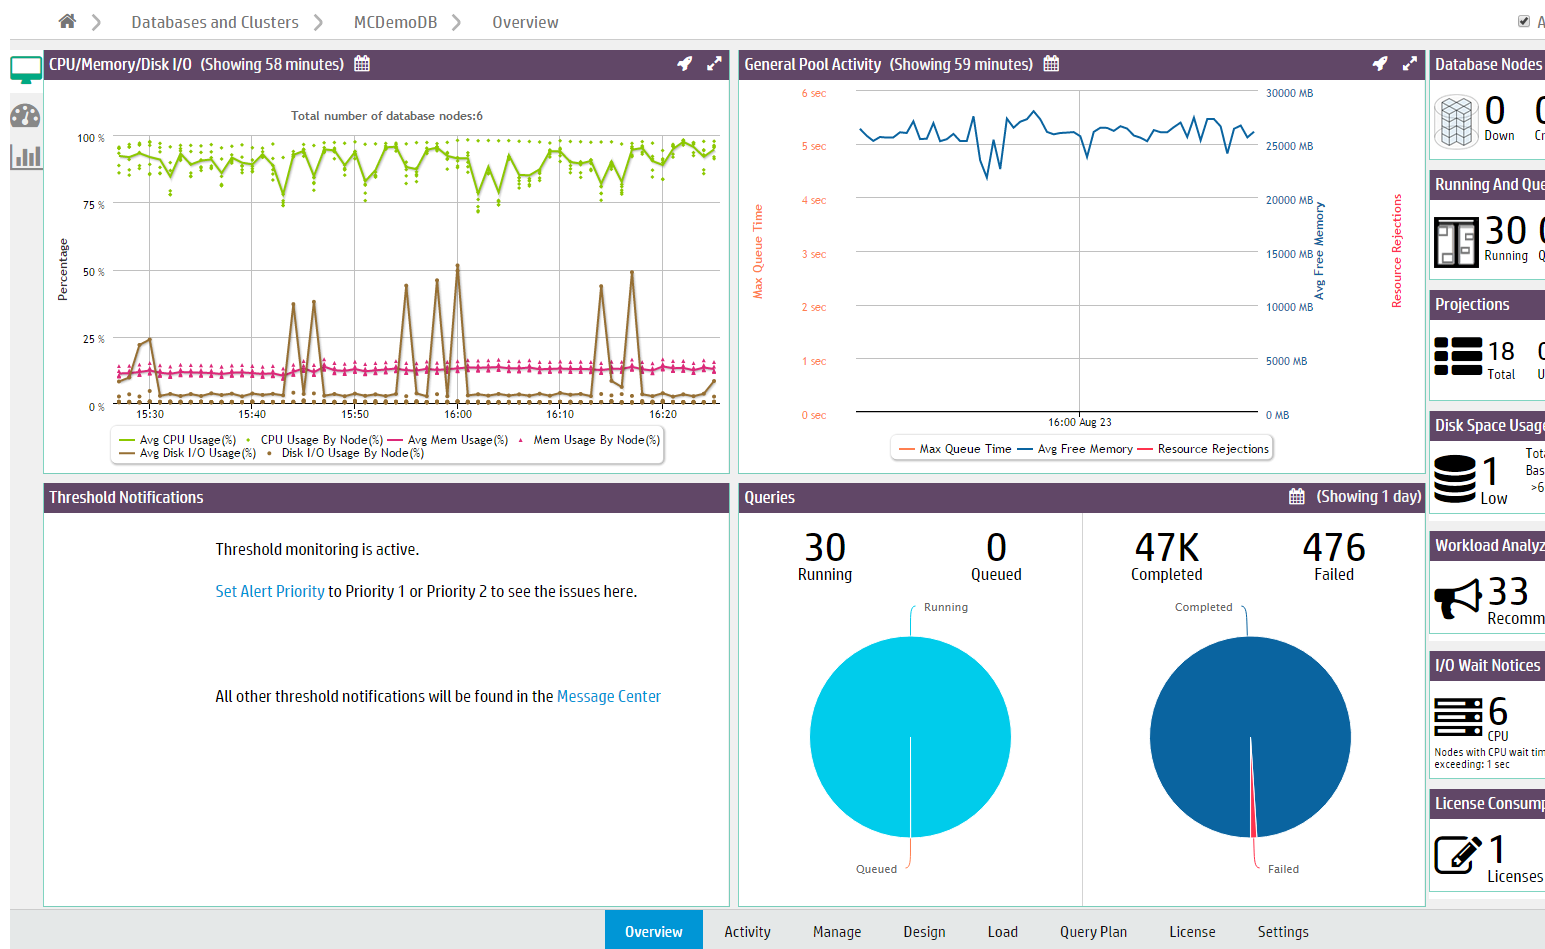 Databases and Clusters MCDemoDB Overview
CPU/Memory/Disk I/O (Showing 58 minutes)
Total number of database nodes:6
100 %
75 %
50 %
25 %
0 %
Percentage
15:30 15:40 15:50 16:00 16:10 16:20
Avg CPU Usage(%) CPU Usage By Node(%) Avg Mem Usage(%) Mem Usage By Node(%)
Avg Disk I/O Usage(%) Disk I/O Usage By Node(%)
General Pool Activity (Showing 59 minutes)
6 sec
5 sec
4 sec
3 sec
2 sec
1 sec
0 sec
Max Queue Time
30000 MB
25000 MB
20000 MB
15000 MB
10000 MB
5000 MB
0 MB
Avg Free Memory
Resource Rejections
16:00 Aug 23
Max Queue Time Avg Free Memory Resource Rejections
Threshold Notifications
Threshold monitoring is active.
Set Alert Priority to Priority 1 or Priority 2 to see the issues here.
All other threshold notifications will be found in the Message Center
Queries (Showing 1 day)
30 0 47K 476
Running Queued Completed Failed
Running
Queued
Completed
Failed
Database Nodes
0
Down
Running And Que
30
Running
Projections
18
Total
Disk Space Usage
1
Low
>6
Workload Analyz
33
Recomm
I/O Wait Notices
6
CPU
Nodes with CPU wait tim
exceeding: 1 sec
License Consump
1
Licenses
Overview Activity Manage Design Load Query Plan License Settings